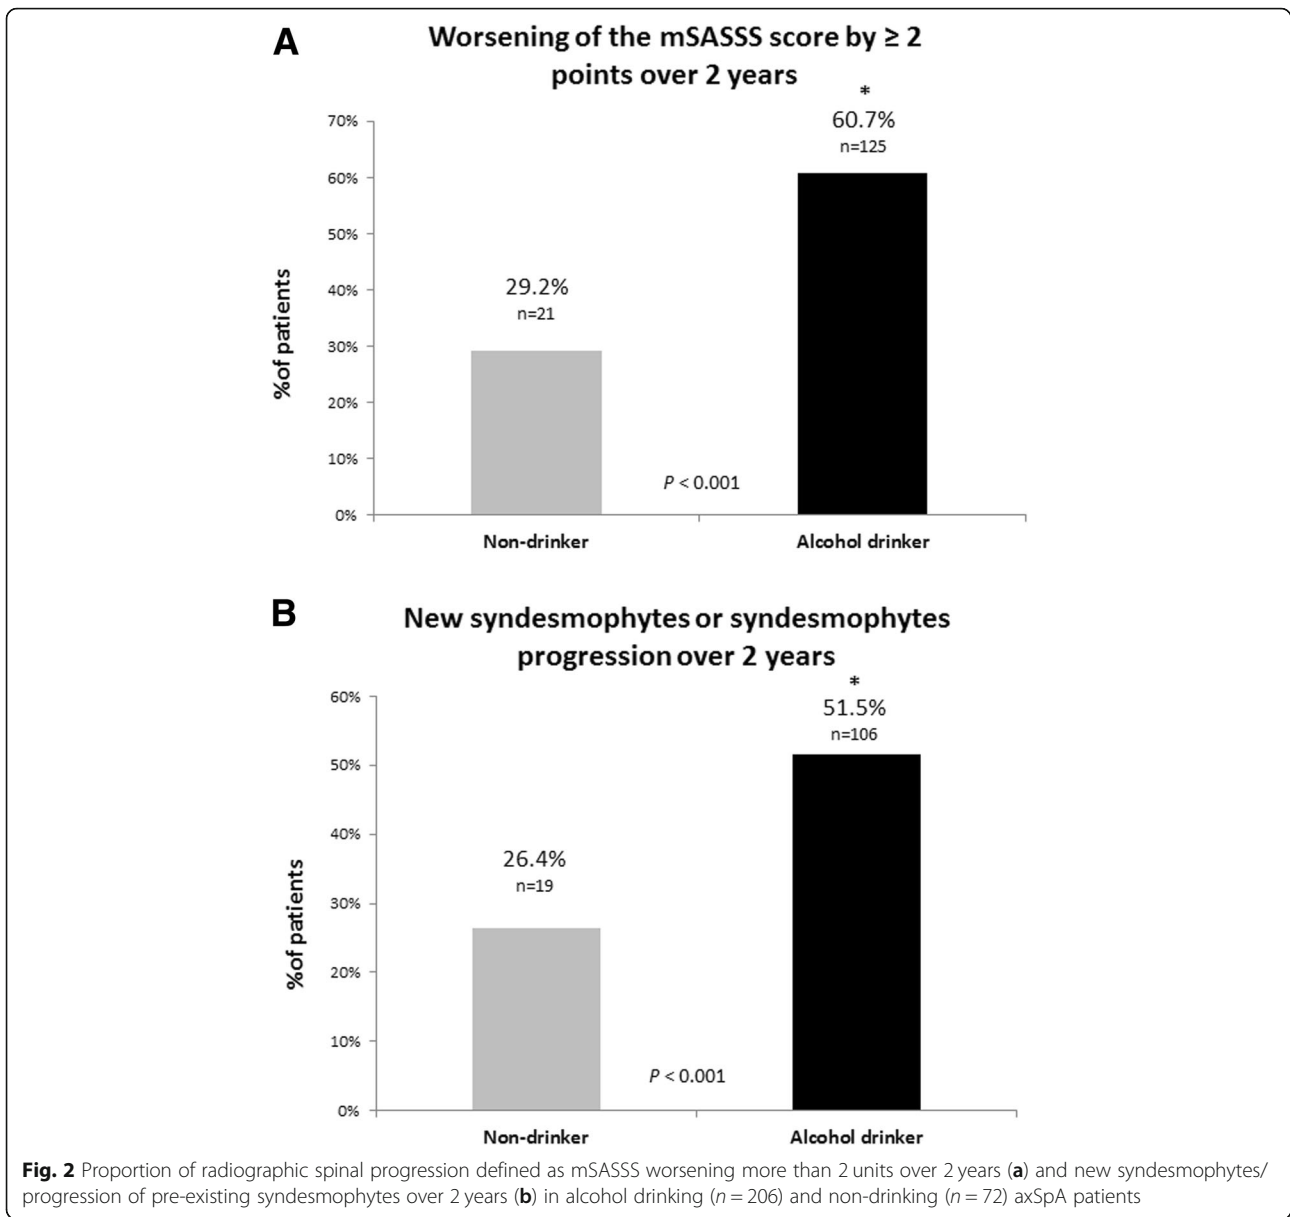 A
Worsening of the mSASSS score by ≥ 2
points over 2 years
*
60.7%
n=125
70%
60%
50%
40%
30%
20%
10%
0%
%of patients
29.2%
n=21
P < 0.001
Non-drinker
Alcohol drinker
B
New syndesmophytes or syndesmophytes
progression over 2 years
*
51.5%
n=106
60%
50%
40%
30%
20%
10%
0%
%of patients
26.4%
n=19
P < 0.001
Non-drinker
Alcohol drinker
Fig. 2 Proportion of radiographic spinal progression defined as mSASSS worsening more than 2 units over 2 years (a) and new syndesmophytes/
progression of pre-existing syndesmophytes over 2 years (b) in alcohol drinking (n = 206) and non-drinking (n = 72) axSpA patients